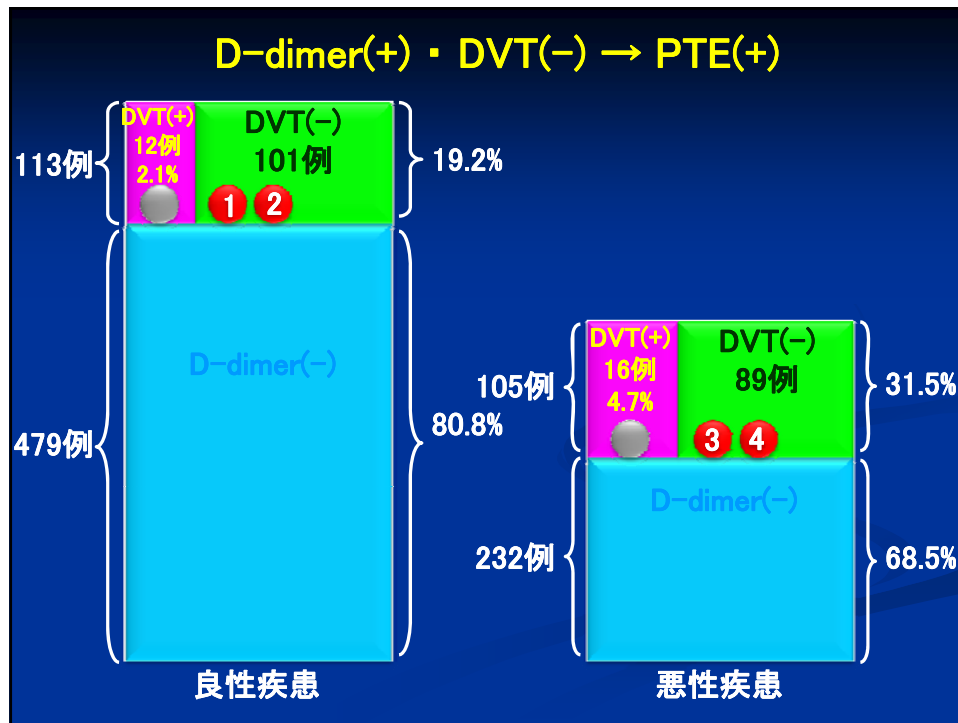 D-dimer(+)・DVT(-) → PTE(+)
DVT(+)
12例
2.1%
DVT(-)
101例
1
2
113例
19.2%
D-dimer(-)
479例
80.8%
良性疾患
DVT(+)
16例
4.7%
DVT(-)
89例
3
4
105例
31.5%
D-dimer(-)
232例
68.5%
悪性疾患